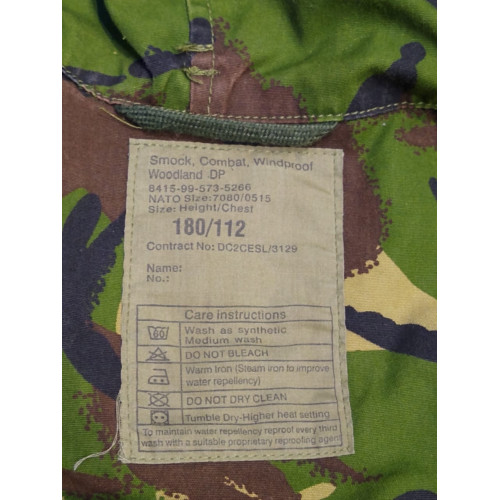 Smock, Combat, Windproof
Woodland DP
8415-99-573-5266
NATO Size:7080/0515
Size: Height/Chest
180/112
Contract No: DC2CESL/3129
Name:
No.:
Care instructions
60
Wash as synthetic
Medium wash
DO NOT BLEACH
Warm Iron (Steam iron to improve
water repellency)
DO NOT DRY CLEAN
Tumble Dry-Higher heat setting
To maintain water repellency reproof every third
wash with a suitable proprietary reproofing agent